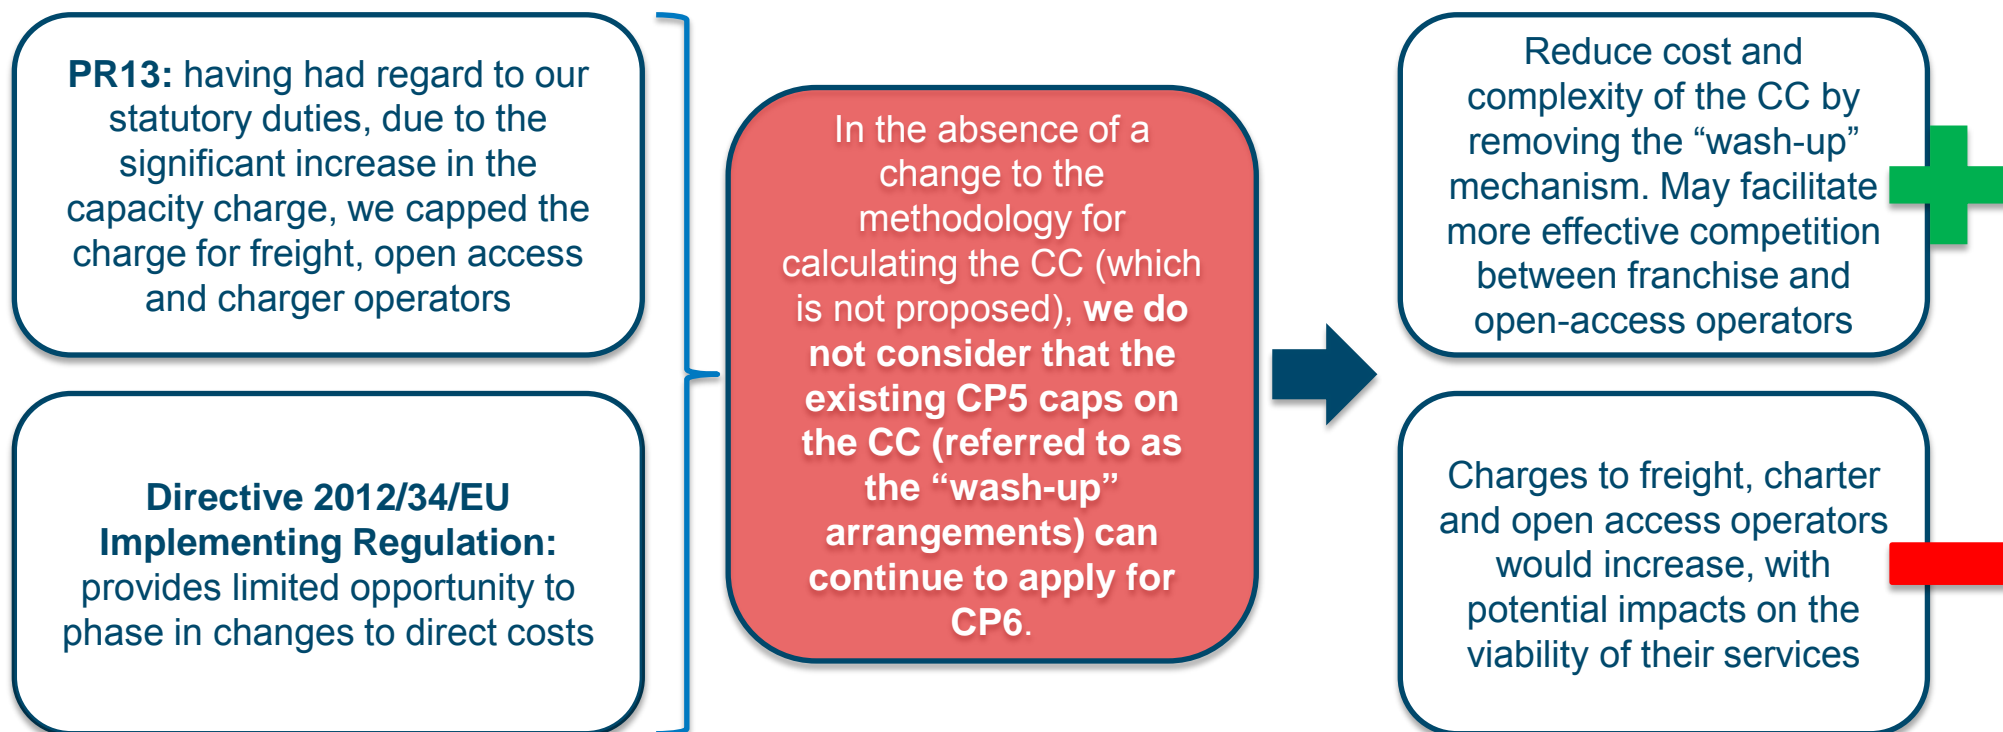 PR13: having had regard to our
statutory duties, due to the
significant increase in the
capacity charge, we capped the
charge for freight, open access
and charger operators
Directive 2012/34/EU
Implementing Regulation:
provides limited opportunity to
phase in changes to direct costs
In the absence of a
change to the
methodology for
calculating the CC (which
is not proposed), we do
not consider that the
existing CP5 caps on
the CC (referred to as
the “wash-up”
arrangements) can
continue to apply for
CP6.
Reduce cost and
complexity of the CC by
removing the “wash-up”
mechanism. May facilitate
more effective competition
between franchise and
open-access operators
Charges to freight, charter
and open access operators
would increase, with
potential impacts on the
viability of their services